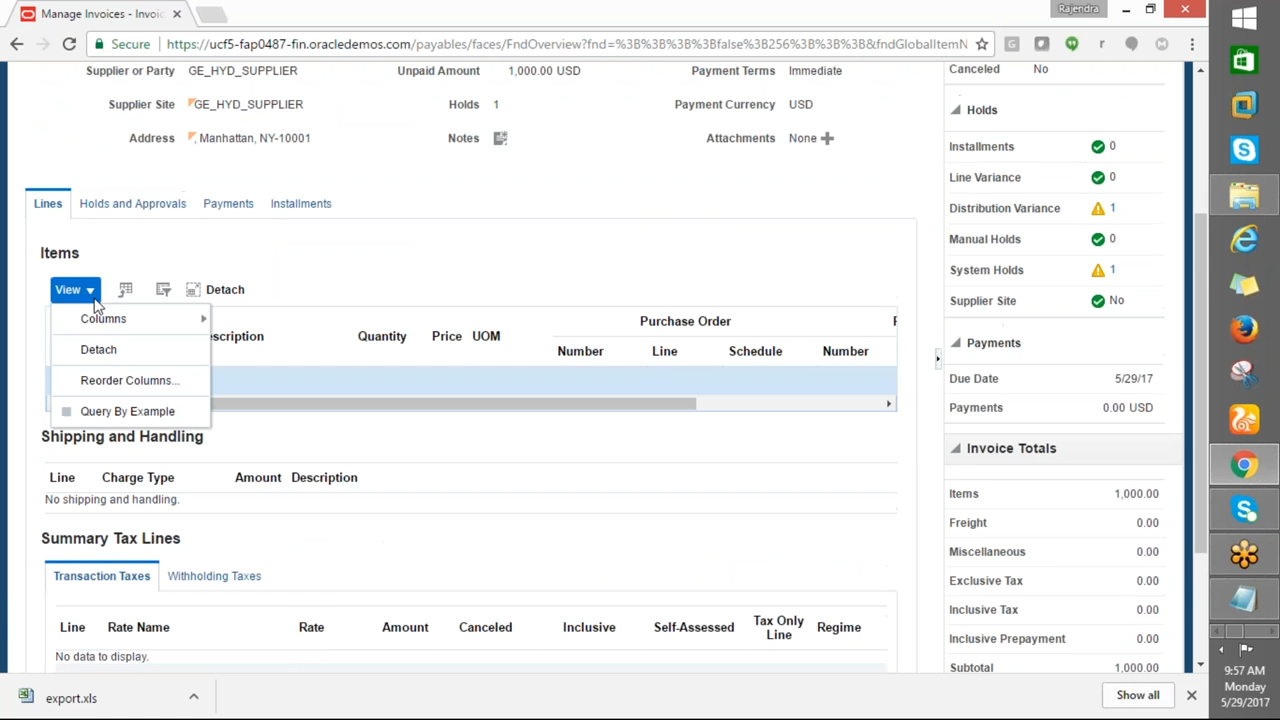 Manage Invoices - Invoic
Rajendra
Secure
https://ucf5-fap0487-fin.oracledemos.com/payables/faces/FndOverview?fnd=%3B%3B%3B%3Bfalse%3B256%3B%3B%3B&fndGlobalItemN
Supplier or Party GE_HYD_SUPPLIER Unpaid Amount 1,000.00 USD Payment Terms Immediate
Supplier Site GE_HYD_SUPPLIER Holds 1 Payment Currency USD
Address , Manhattan, NY-10001 Notes Attachments None
Lines Holds and Approvals Payments Installments
Items
View Detach
Columns
Detach
Reorder Columns...
Query By Example
escription Quantity Price UOM Purchase Order
Number Line Schedule Number
Shipping and Handling
Line Charge Type Amount Description
No shipping and handling.
Summary Tax Lines
Transaction Taxes Withholding Taxes
Line Rate Name Rate Amount Canceled Inclusive Self-Assessed Tax Only Line Regime
No data to display.
Canceled No
Holds
Installments 0
Line Variance 0
Distribution Variance 1
Manual Holds 0
System Holds 1
Supplier Site No
Payments
Due Date 5/29/17
Payments 0.00 USD
Invoice Totals
Items 1,000.00
Freight 0.00
Miscellaneous 0.00
Exclusive Tax 0.00
Inclusive Tax 0.00
Inclusive Prepayment 0.00
Subtotal 1,000.00
export.xls
Show all
9:57 AM
Monday
5/29/2017